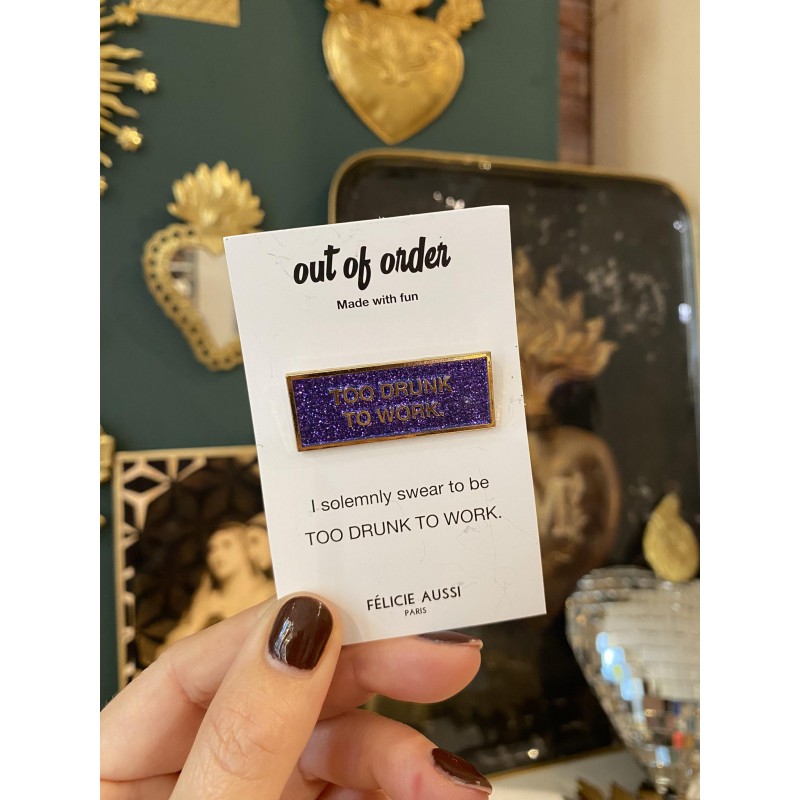 out of order
Made with fun
TOO DRUNK
TO WORK.
I solemnly swear to be
TOO DRUNK TO WORK.
FÉLICIE AUSSI
PARIS